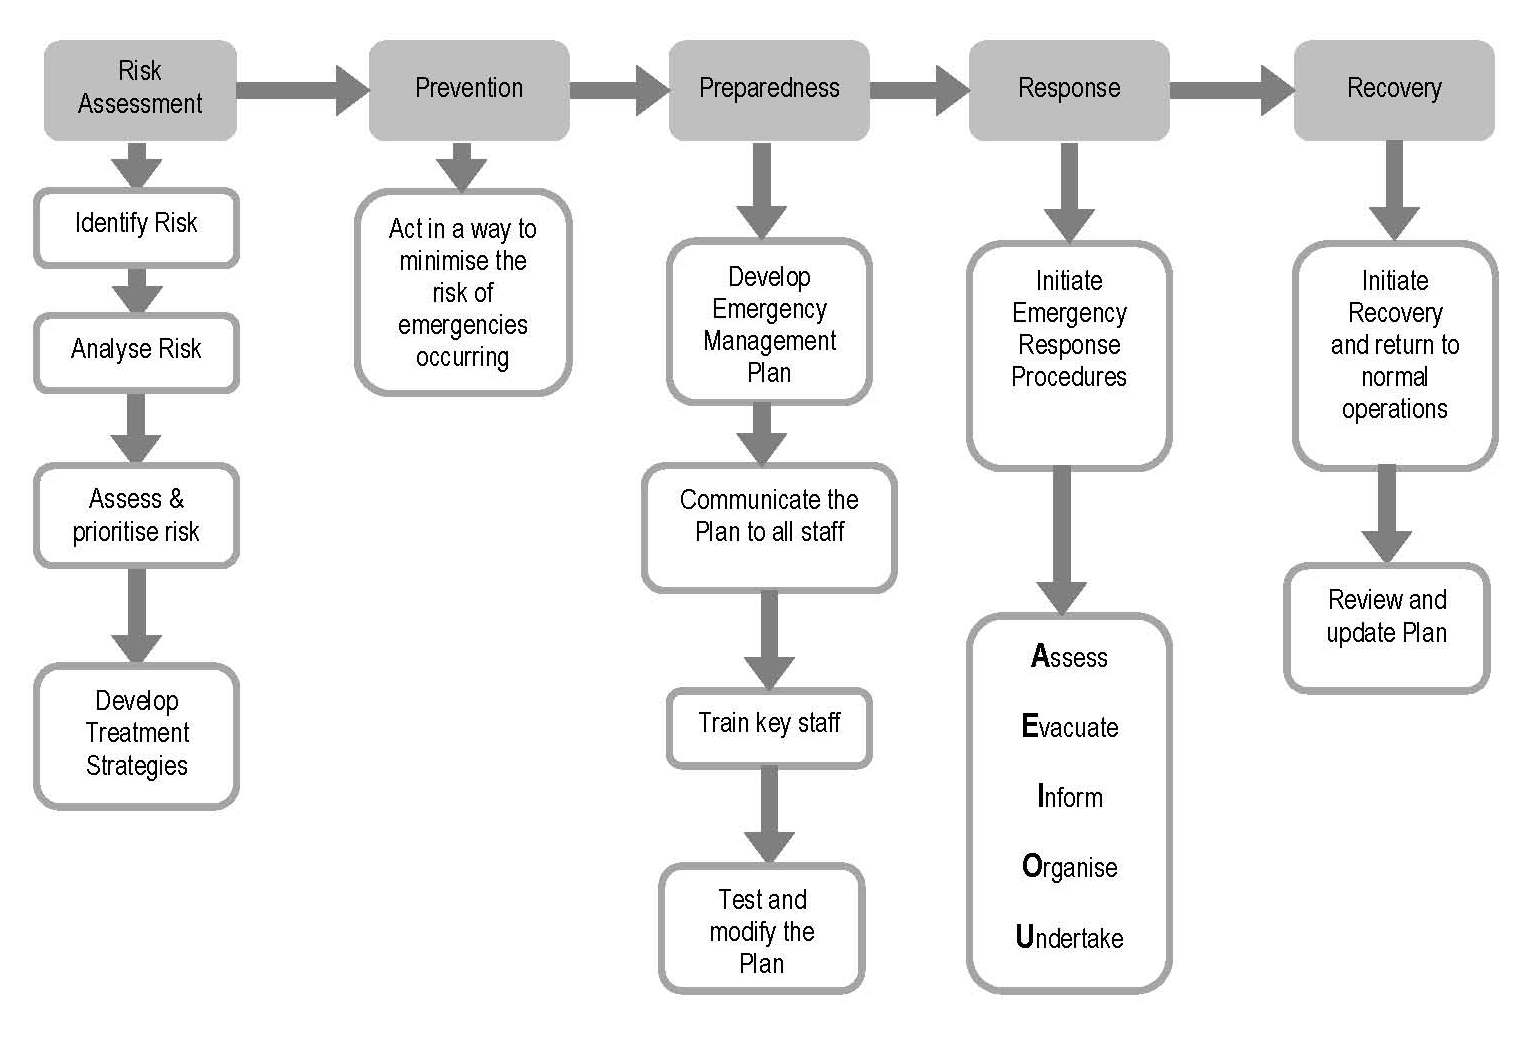 Risk
Assessment
Prevention
Preparedness
Response
Recovery
Identify Risk
Analyse Risk
Assess &
prioritise risk
Develop
Treatment
Strategies
Act in a way to
minimise the
risk of
emergencies
occurring
Develop
Emergency
Management
Plan
Communicate the
Plan to all staff
Train key staff
Test and
modify the
Plan
Initiate
Emergency
Response
Procedures
Assess
Evacuate
Inform
Organise
Undertake
Initiate
Recovery
and return to
normal
operations
Review and
update Plan